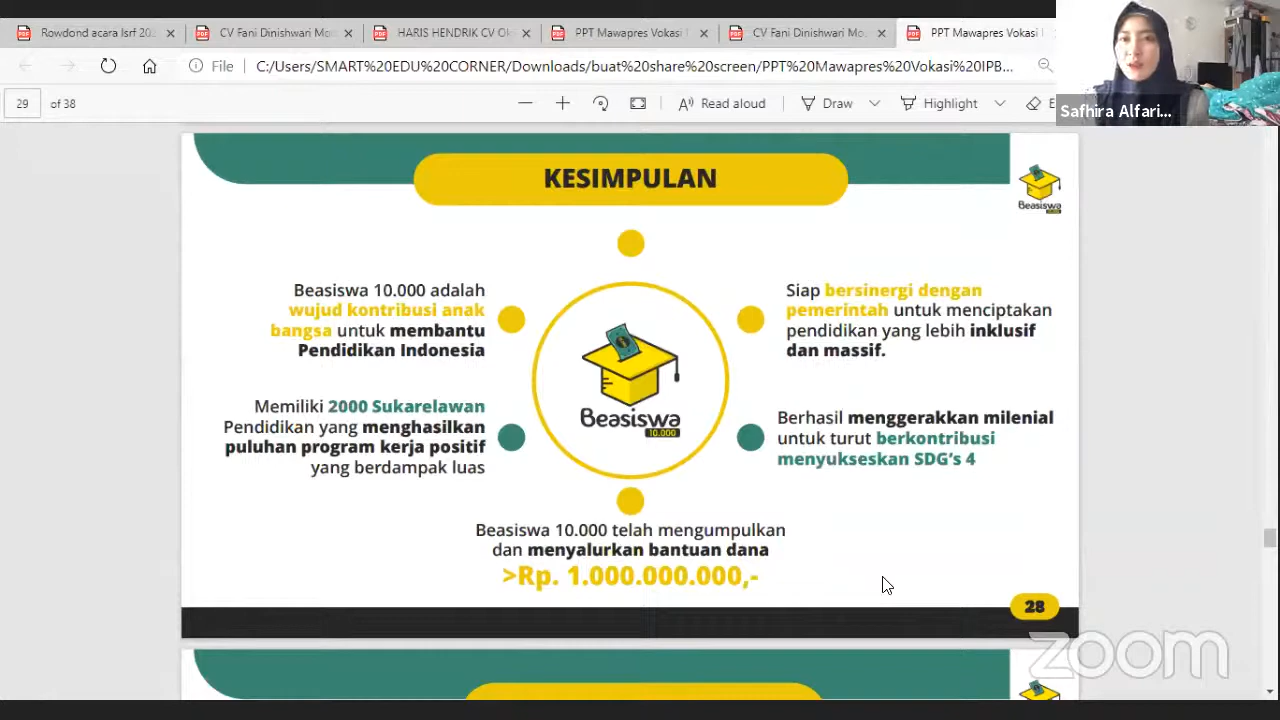 Rowdond acara lsrf 202
CV Fani Dinishwari Mo
HARIS HENDRIK CV
PPT Mawapres Vokasi
CV Fani Dinishwari Mo...
PPT Mawapres Vokasi
File
C:/Users/SMART%20EDU%20CORNER/Downloads/buat%20share%20screen/PPT%20Mawapres%20Vokasi%20IPB...
Safhira Alfari...
29 of 38
Read aloud
Draw
Highlight
KESIMPULAN
Beasiswa
Beasiswa 10.000 adalah
wujud kontribusi anak
bangsa untuk membantu
Pendidikan Indonesia
Siap bersinergi dengan
pemerintah untuk menciptakan
pendidikan yang lebih inklusif
dan massif.
Memiliki 2000 Sukarelawan
Pendidikan yang menghasilkan
puluhan program kerja positif
yang berdampak luas
Beasiswa
10.000
Berhasil menggerakkan milenial
untuk turut berkontribusi
menyukseskan SDG's 4
Beasiswa 10.000 telah mengumpulkan
dan menyalurkan bantuan dana
>Rp. 1.000.000.000,-
28
zoom